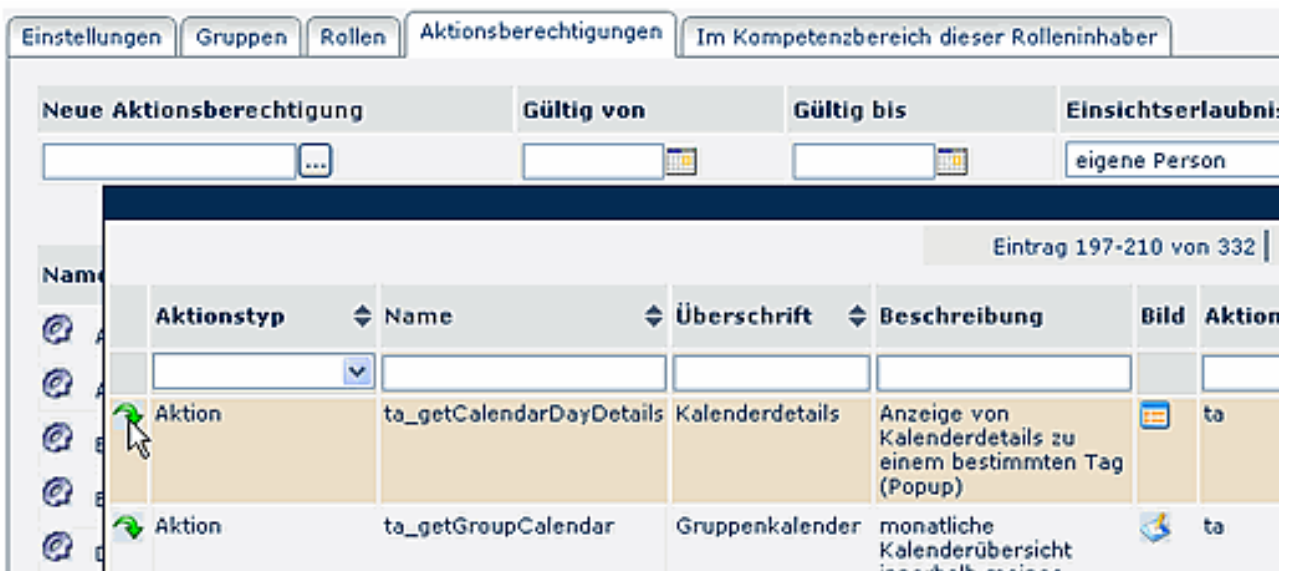 Einstellungen Gruppen Rollen Aktionsberechtigungen Im Kompetenzbereich dieser Rolleninhaber
Neue Aktionsberechtigung Gültig von Gültig bis
... eigene Person
Eintrag 197-210 von 332
Aktionstyp Name Überschrift Beschreibung Bild Aktion
Aktion ta_getCalendarDayDetails Kalenderdetails Anzeige von ta
Kalenderdetails zu
einem bestimmten Tag
(Popup)
Aktion ta_getGroupCalendar Gruppenkalender monatliche ta
Kalenderübersicht